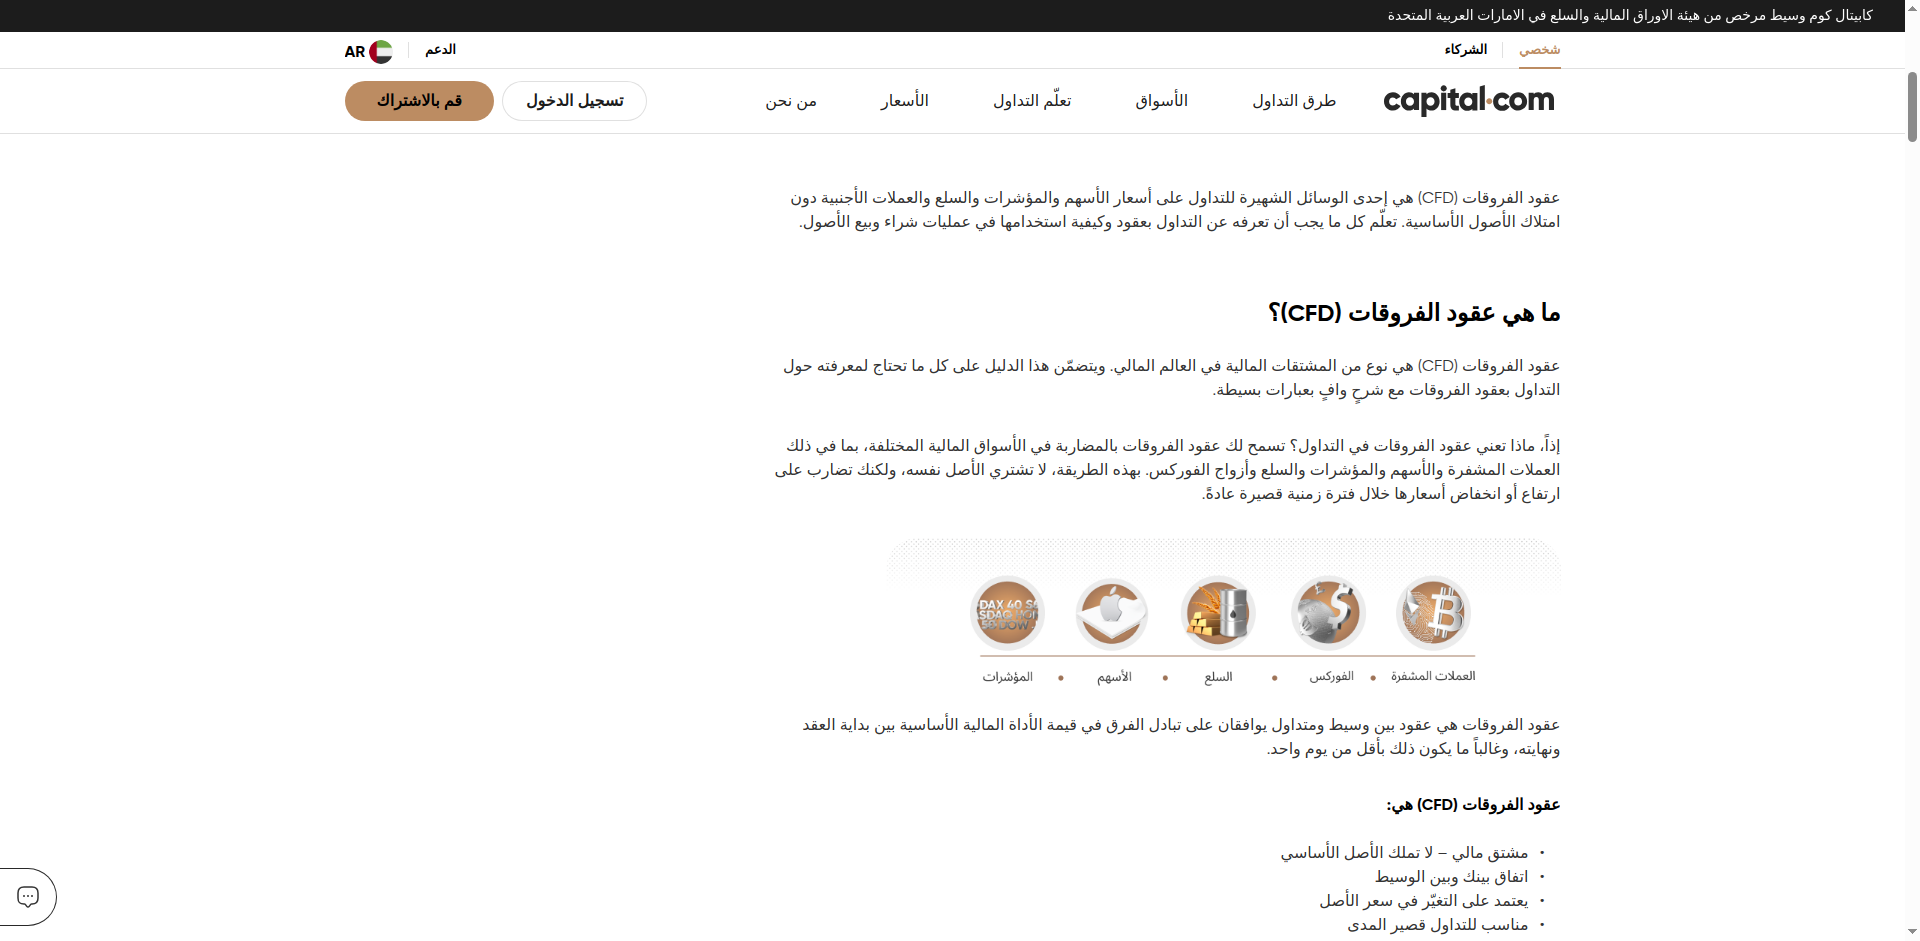 كابيتال كوم وسيط مرخص من هيئة الاوراق المالية والسلع في الامارات العربية المتحدة
شخصي
الشركاء
الدعم
AR
capital.com
طرق التداول
الأسواق
تعلّم التداول
الأسعار
من نحن
تسجيل الدخول
قم بالاشتراك
عقود الفروقات (CFD) هي إحدى الوسائل الشهيرة للتداول على أسعار الأسهم والمؤشرات والسلع والعملات الأجنبية دون
امتلاك الأصول الأساسية. تعلّم كل ما يجب أن تعرفه عن التداول بعقود وكيفية استخدامها في عمليات شراء وبيع الأصول.
ما هي عقود الفروقات (CFD)؟
عقود الفروقات (CFD) هي نوع من المشتقات المالية في العالم المالي. ويتضمّن هذا الدليل على كل ما تحتاج لمعرفته حول
التداول بعقود الفروقات مع شرحٍ وافٍ بعبارات بسيطة.
إذاً، ماذا تعني عقود الفروقات في التداول؟ تسمح لك عقود الفروقات بالمضاربة في الأسواق المالية المختلفة، بما في ذلك
العملات المشفرة والأسهم والمؤشرات والسلع وأزواج الفوركس. بهذه الطريقة، لا تشتري الأصل نفسه، ولكنك تضارب على
ارتفاع أو انخفاض أسعارها خلال فترة زمنية قصيرة عادةً.
DAX 40
DOW
العملات المشفرة • الفوركس • السلع • الأسهم • المؤشرات
عقود الفروقات هي عقود بين وسيط ومتداول يوافقان على تبادل الفرق في قيمة الأداة المالية الأساسية بين بداية العقد
ونهايته، وغالباً ما يكون ذلك بأقل من يوم واحد.
عقود الفروقات (CFD) هي:
• مشتق مالي – لا تملك الأصل الأساسي
• اتفاق بينك وبين الوسيط
• يعتمد على التغيّر في سعر الأصل
• مناسب للتداول قصير المدى